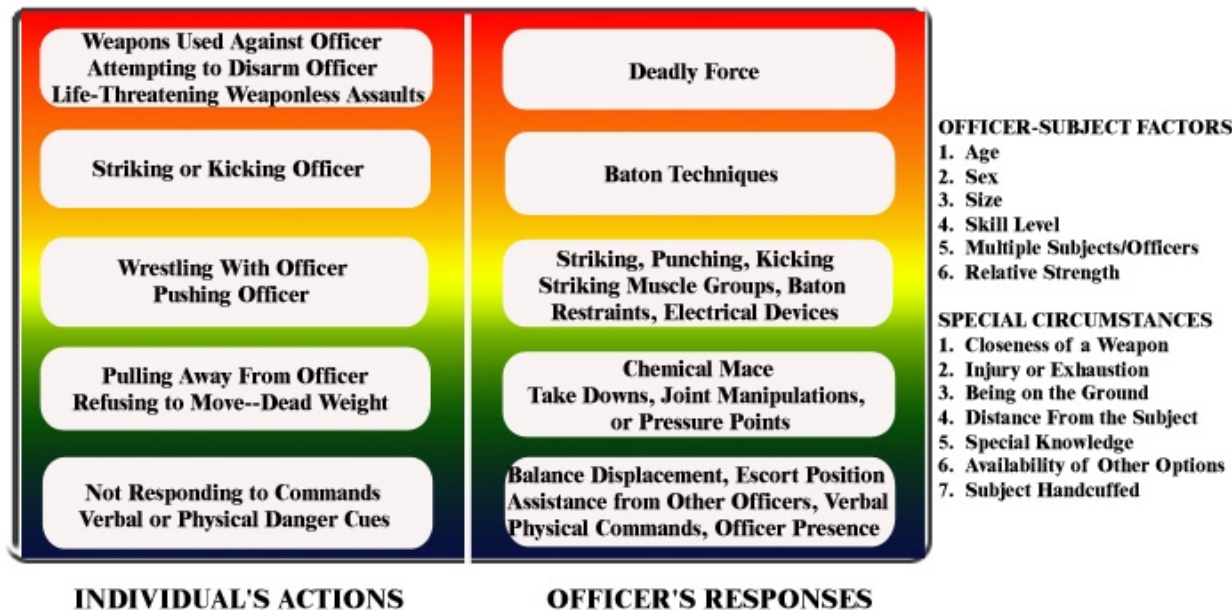 Weapons Used Against Officer
Attempting to Disarm Officer
Life-Threatening Weaponless Assaults
Deadly Force
Striking or Kicking Officer
Baton Techniques
Wrestling With Officer
Pushing Officer
Striking, Punching, Kicking
Striking Muscle Groups, Baton
Restraints, Electrical Devices
Pulling Away From Officer
Refusing to Move--Dead Weight
Chemical Mace
Take Downs, Joint Manipulations,
or Pressure Points
Not Responding to Commands
Verbal or Physical Danger Cues
Balance Displacement, Escort Position
Assistance from Other Officers, Verbal
Physical Commands, Officer Presence
INDIVIDUAL'S ACTIONS
OFFICER'S RESPONSES
OFFICER-SUBJECT FACTORS
1. Age
2. Sex
3. Size
4. Skill Level
5. Multiple Subjects/Officers
6. Relative Strength
SPECIAL CIRCUMSTANCES
1. Closeness of a Weapon
2. Injury or Exhaustion
3. Being on the Ground
4. Distance From the Subject
5. Special Knowledge
6. Availability of Other Options
7. Subject Handcuffed